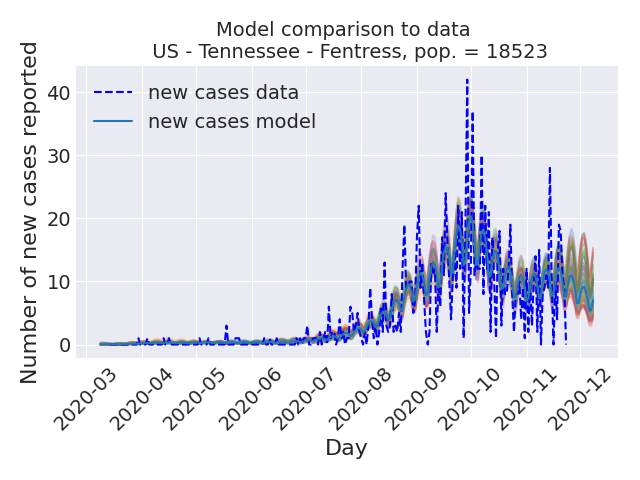 Model comparison to data
US - Tennessee - Fentress, pop. = 18523
Number of new cases reported
40
30
20
10
0
new cases data
new cases model
2020-03
2020-04
2020-05
2020-06
2020-07
2020-08
2020-09
2020-10
2020-11
2020-12
Day